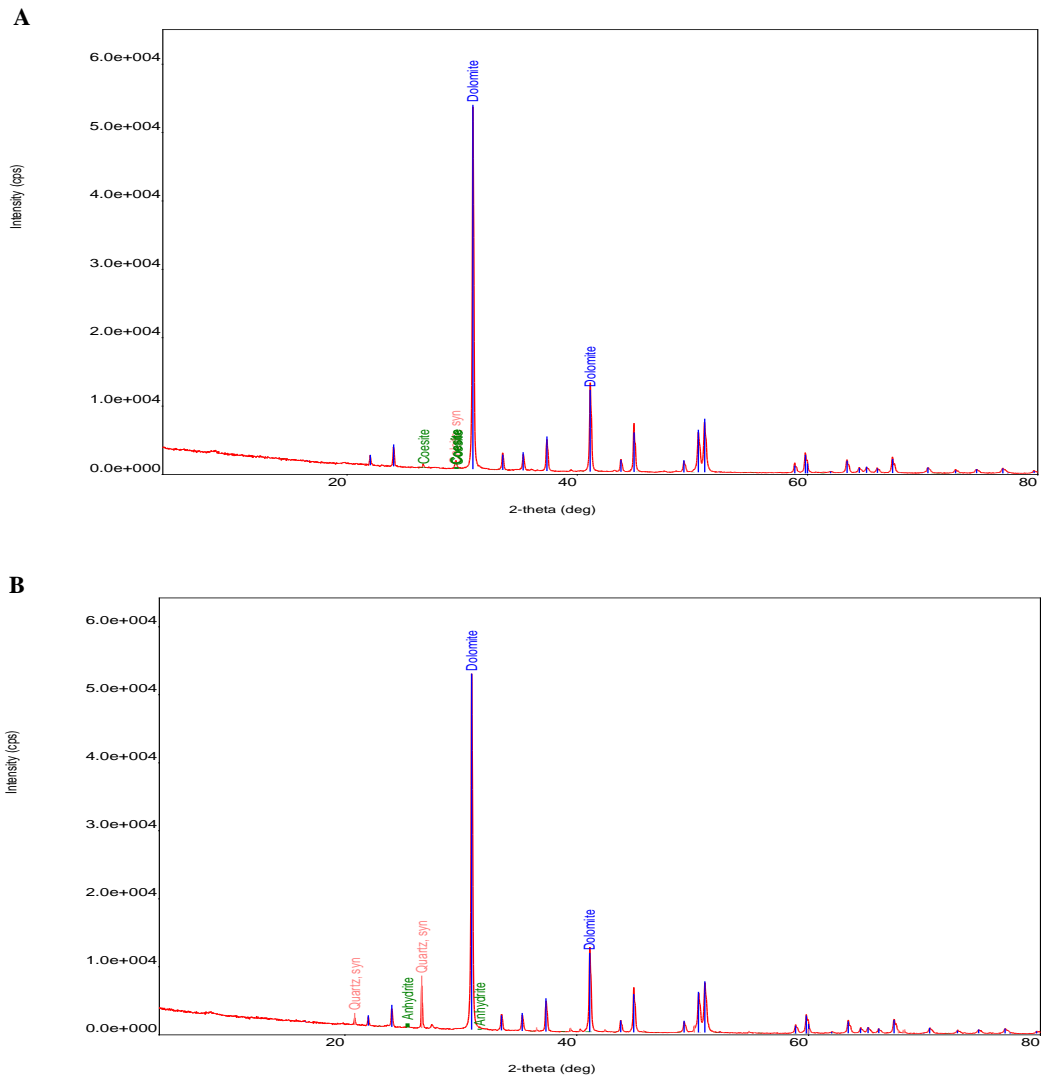 A
6.0e+004
Dolomite
5.0e+004
4.0e+004
Intensity (cps)
3.0e+004
2.0e+004
Dolomite
1.0e+004
Coesite
syn
Coesite
0.0e+000
20
40
60
80
2-theta (deg)
B
6.0e+004
Dolomite
5.0e+004
4.0e+004
Intensity (cps)
3.0e+004
2.0e+004
Dolomite
1.0e+004
Quartz, syn
Quartz, syn
Anhydrite
Anhydrite
0.0e+000
20
40
60
80
2-theta (deg)